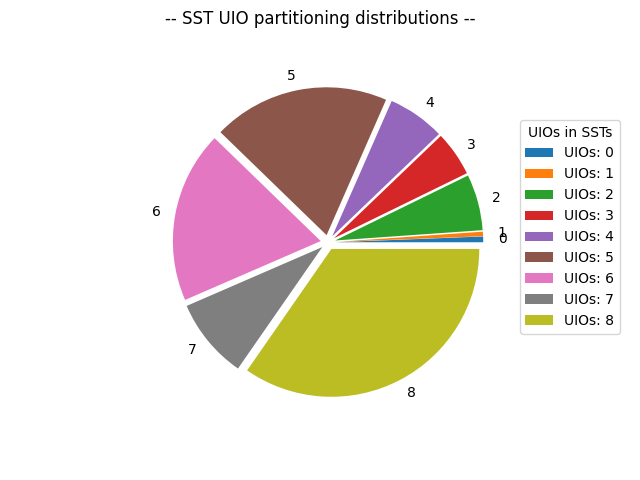 -- SST UIO partitioning distributions --
5
4
3
2
1
0
6
7
8
UIOs in SSTs
UIOs: 0
UIOs: 1
UIOs: 2
UIOs: 3
UIOs: 4
UIOs: 5
UIOs: 6
UIOs: 7
UIOs: 8